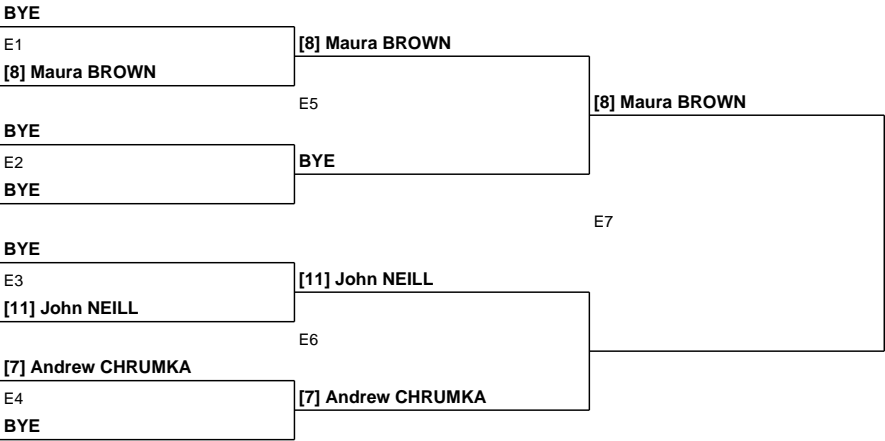 BYE
E1
[8] Maura BROWN
[8] Maura BROWN
E5
[8] Maura BROWN
BYE
E2
BYE
BYE
E7
BYE
E3
[11] John NEILL
[11] John NEILL
E6
[7] Andrew CHRUMKA
E4
[7] Andrew CHRUMKA
BYE